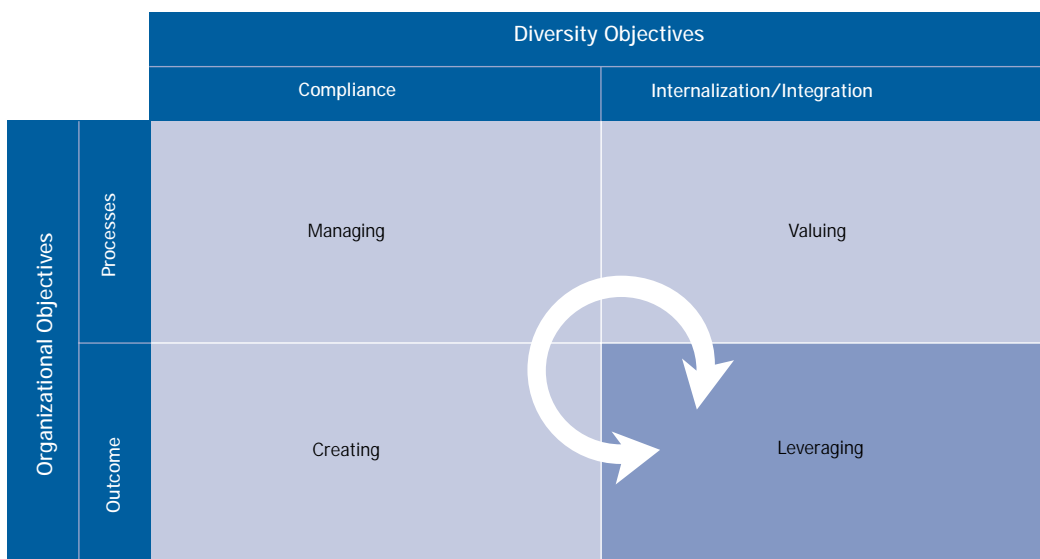 Diversity Objectives
Compliance
Internalization/Integration
Organizational Objectives
Processes
Managing
Valuing
Outcome
Creating
Leveraging